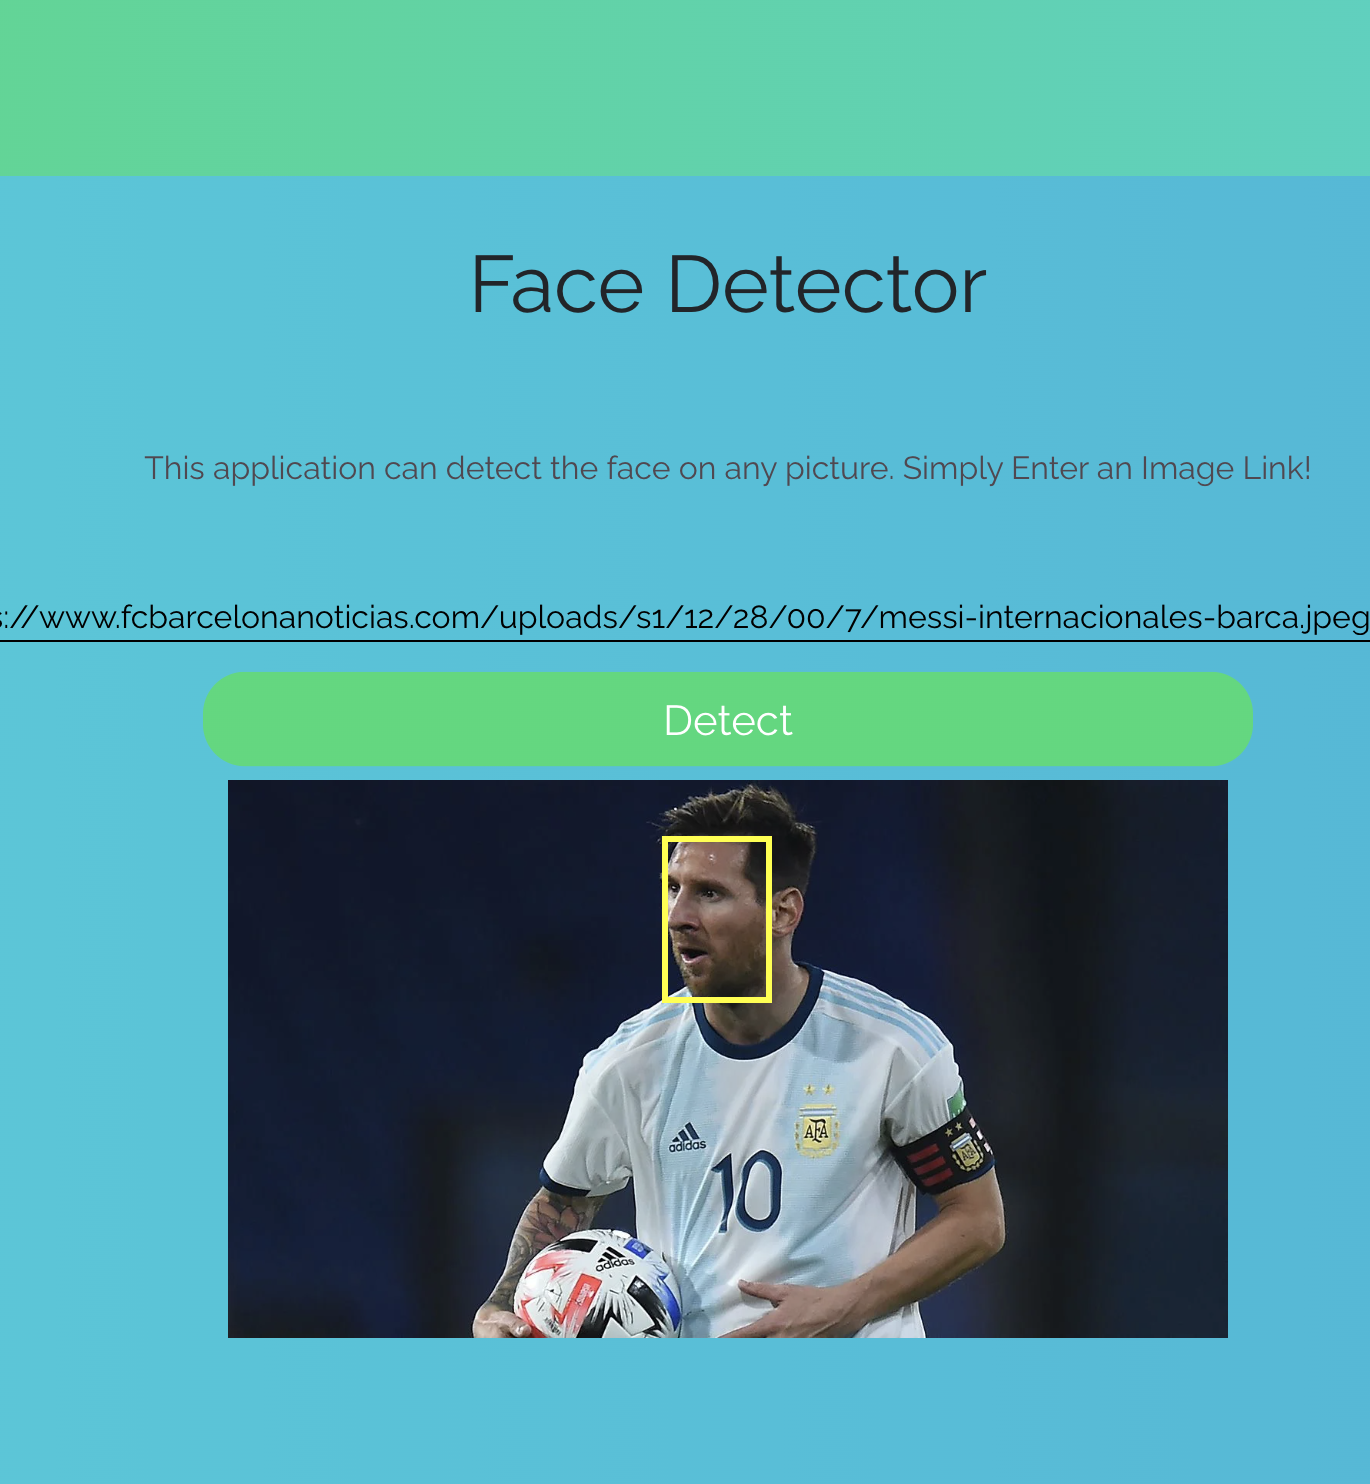 Face Detector
This application can detect the face on any picture. Simply Enter an Image Link!
s://www.fcbarcelonanoticias.com/uploads/s1/12/28/00/7/messi-internacionales-barca.jpeg
Detect
AFA
AFA
adidas
10
adidas